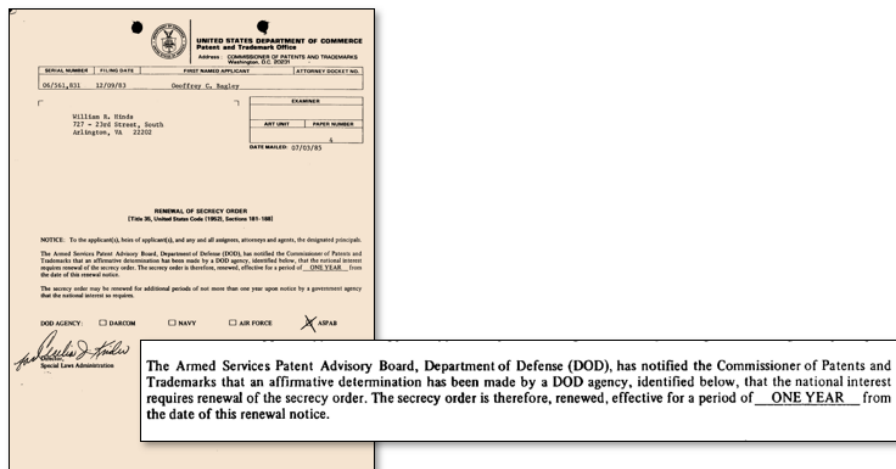 UNITED STATES DEPARTMENT OF COMMERCE
Patent and Trademark Office
Address : COMMISSIONER OF PATENTS AND TRADEMARKS
Washington, D.C. 20231
SERIAL NUMBER FILING DATE FIRST NAMED APPLICANT ATTORNEY DOCKET NO.
06/561,831 12/09/83 Geoffrey C. Bagley
EXAMINER
William R. Hinds
727 - 23rd Street, South
Arlington, VA 22202
ART UNIT PAPER NUMBER
4
DATE MAILED: 07/03/85
RENEWAL OF SECRECY ORDER
[Title 35, United States Code (1952), Sections 181-188]
NOTICE: To the applicant(s), heirs of applicant(s), and any and all assignees, attorneys and agents, the designated principals.
The Armed Services Patent Advisory Board, Department of Defense (DOD), has notified the Commissioner of Patents and
Trademarks that an affirmative determination has been made by a DOD agency, identified below, that the national interest
requires renewal of the secrecy order. The secrecy order is therefore, renewed, effective for a period of ONE YEAR from
the date of this renewal notice.
The secrecy order may be renewed for additional periods of not more than one year upon notice by a government agency
that the national interest so requires.
DOD AGENCY: DARCOM NAVY AIR FORCE ASPAB
Director,
Special Laws Administration
The Armed Services Patent Advisory Board, Department of Defense (DOD), has notified the Commissioner of Patents and
Trademarks that an affirmative determination has been made by a DOD agency, identified below, that the national interest
requires renewal of the secrecy order. The secrecy order is therefore, renewed, effective for a period of ONE YEAR from
the date of this renewal notice.